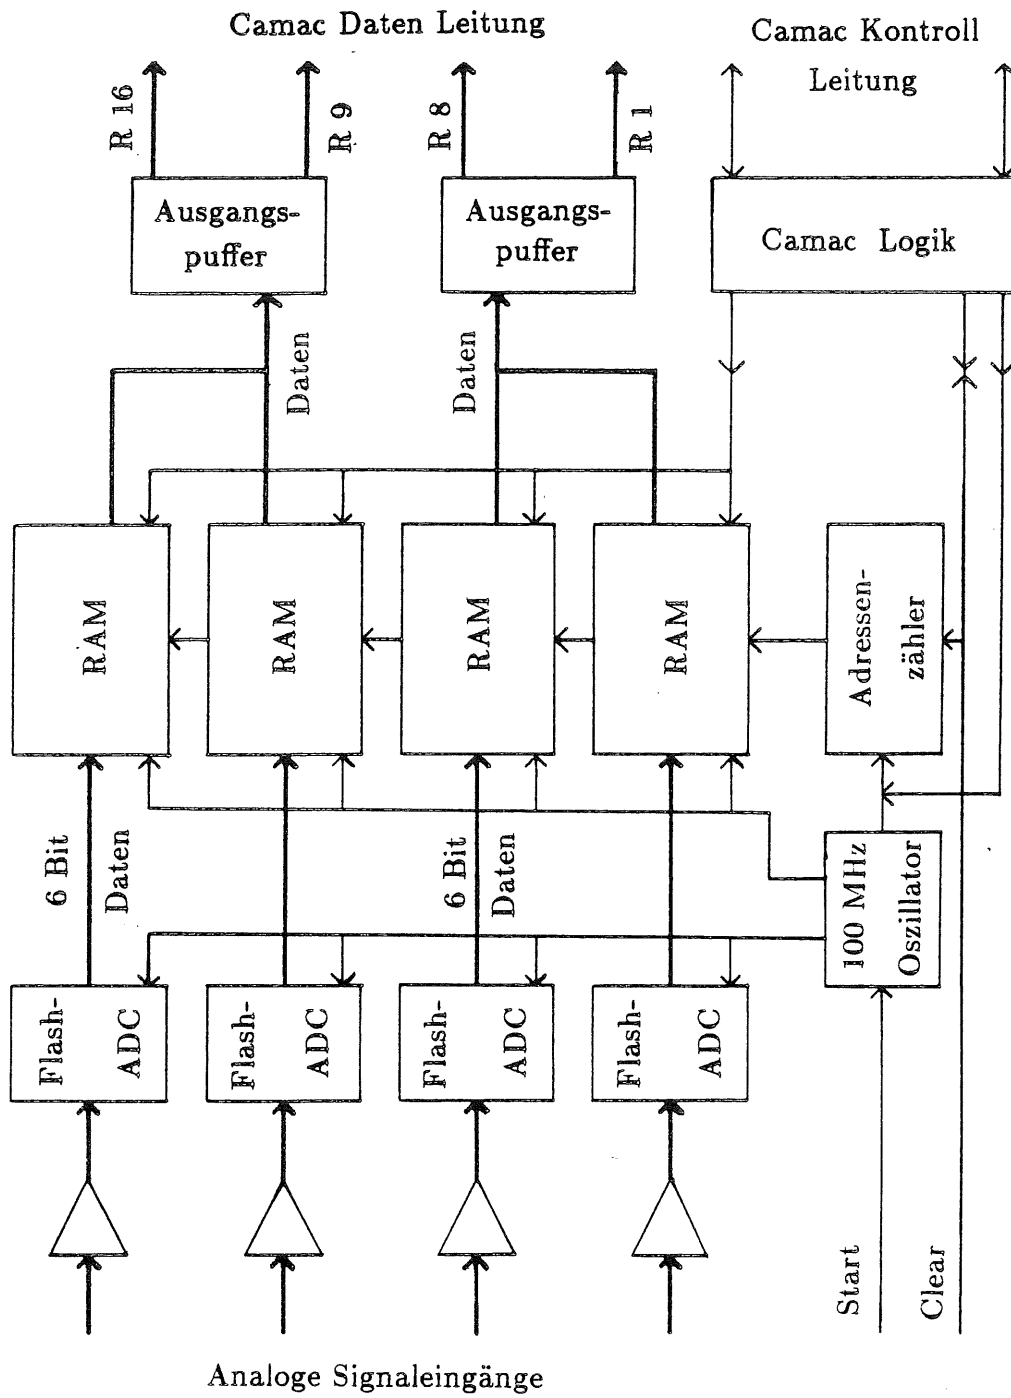 Camac Daten Leitung
Camac Kontroll
Leitung
R 16
R 9
R 8
R 1
Ausgangs-
puffer
Ausgangs-
puffer
Camac Logik
Daten
Daten
RAM
RAM
RAM
RAM
Adressen-
zähler
6 Bit
Daten
6 Bit
Daten
100 MHz
Oszillator
Flash-
ADC
Flash-
ADC
Flash-
ADC
Flash-
ADC
Start
Clear
Analoge Signaleingänge